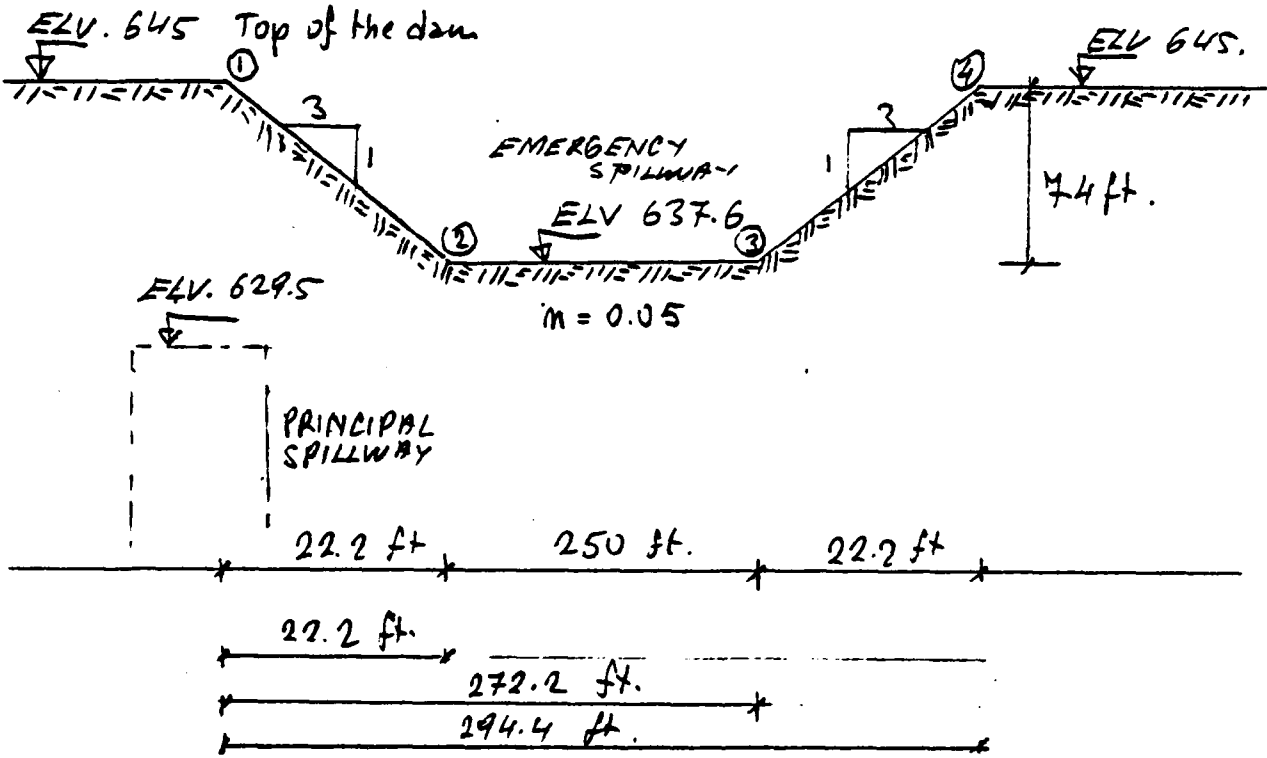 ELV. 645 Top of the dam
ELV 645.
1
4
3
1
3
1
EMERGENCY
SPILLWAY
7.4 ft.
ELV 637.6
2
3
ELV. 629.5
n = 0.05
PRINCIPAL
SPILLWAY
22.2 ft
250 ft.
22.2 ft
22.2 ft.
272.2 ft.
294.4 ft.